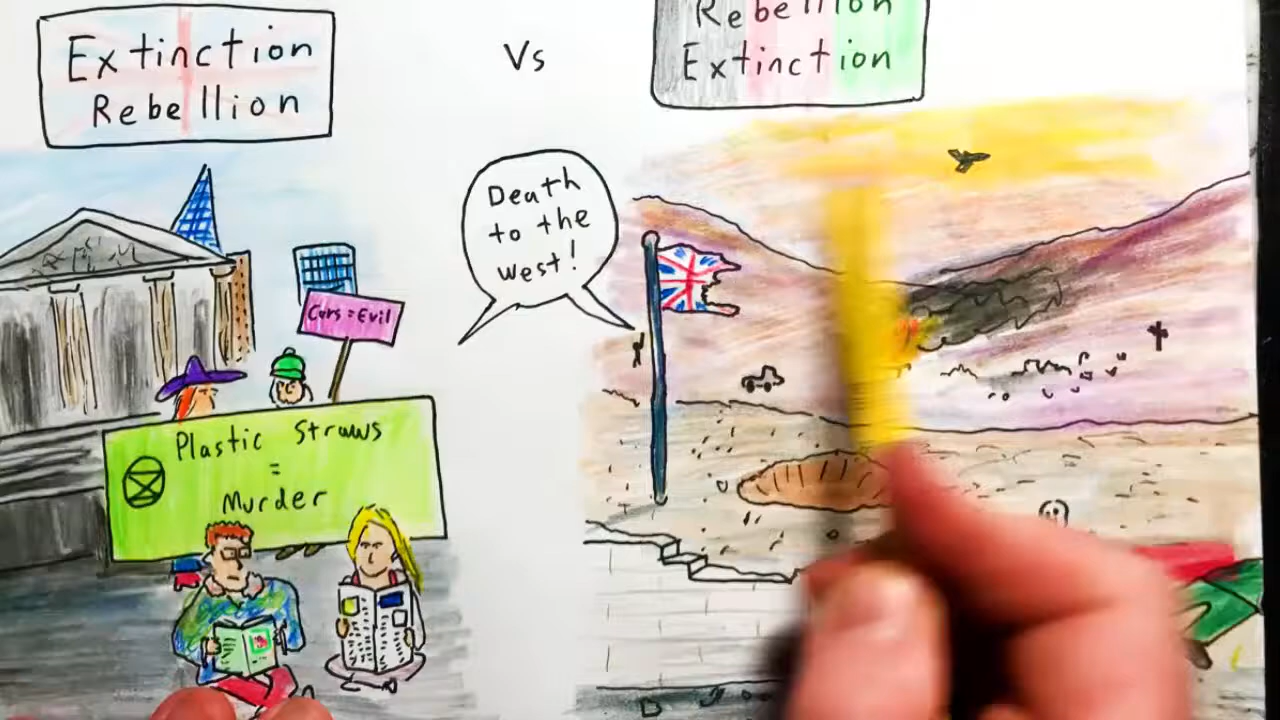 Extinction
Rebellion
Vs
Rebellion
Extinction
Death
to the
west!
Cars = Evil
Plastic Straws
=
Murder